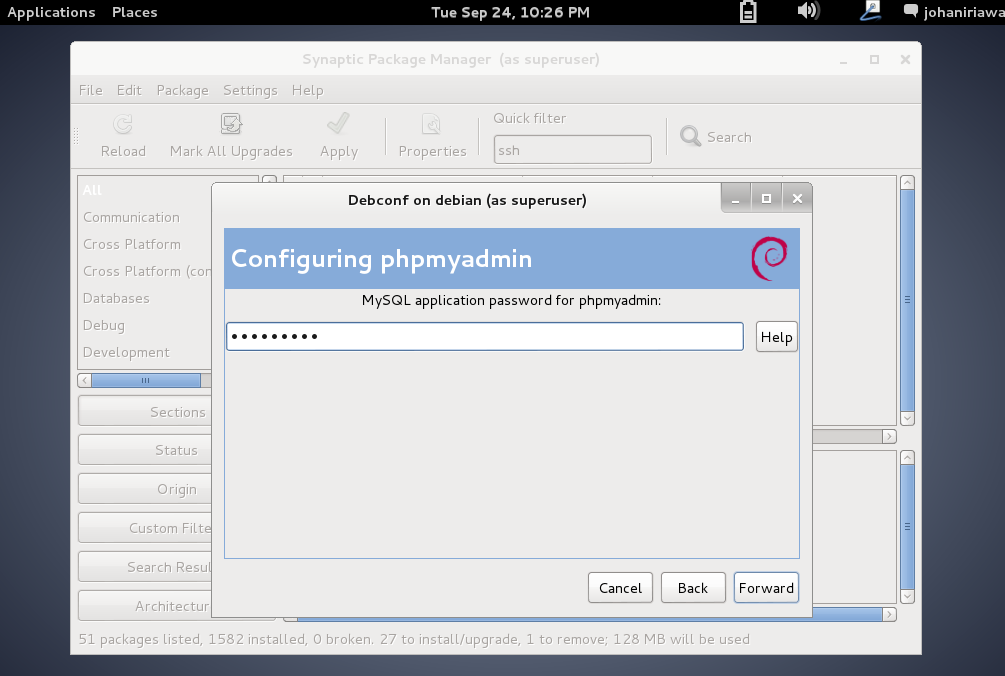 Applications Places Tue Sep 24, 10:26 PM johaniriawa
Synaptic Package Manager (as superuser)
File Edit Package Settings Help
Reload Mark All Upgrades Apply Properties Quick filter Search
ssh
All
Communication
Cross Platform
Cross Platform (con
Databases
Debug
Development
Sections
Status
Origin
Custom Filte
Search Resul
Architectur
Debconf on debian (as superuser)
Configuring phpmyadmin
MySQL application password for phpmyadmin:
•••••••••
Help
Cancel Back Forward
51 packages listed, 1582 installed, 0 broken. 27 to install/upgrade, 1 to remove; 128 MB will be used